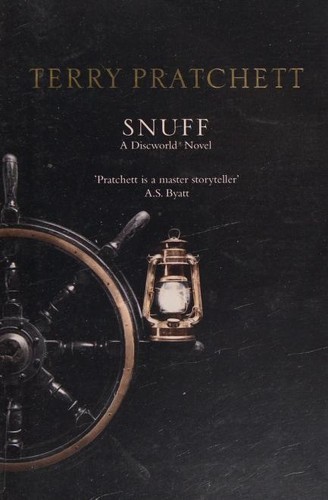 TERRY PRATCHETT
SNUFF
A Discworld® Novel
'Pratchett is a master storyteller'
A.S. Byatt